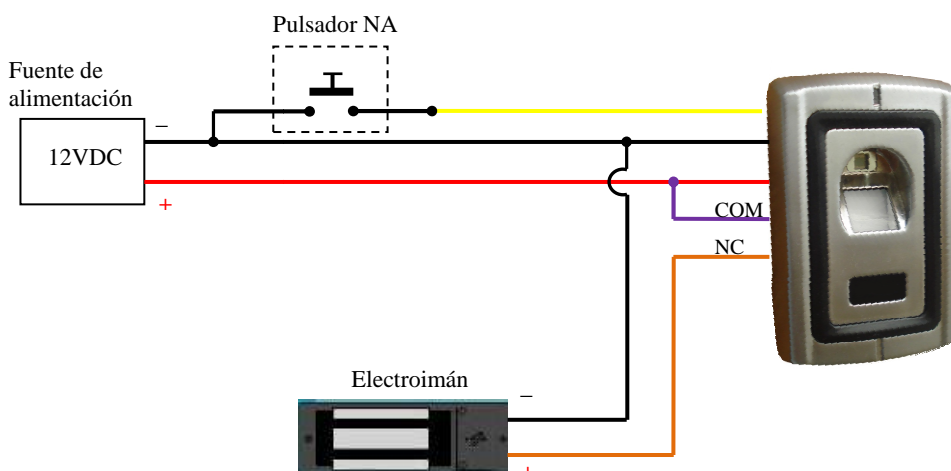 Pulsador NA
Fuente de
alimentación
12VDC
–
+
COM
NC
Electroimán
–
+